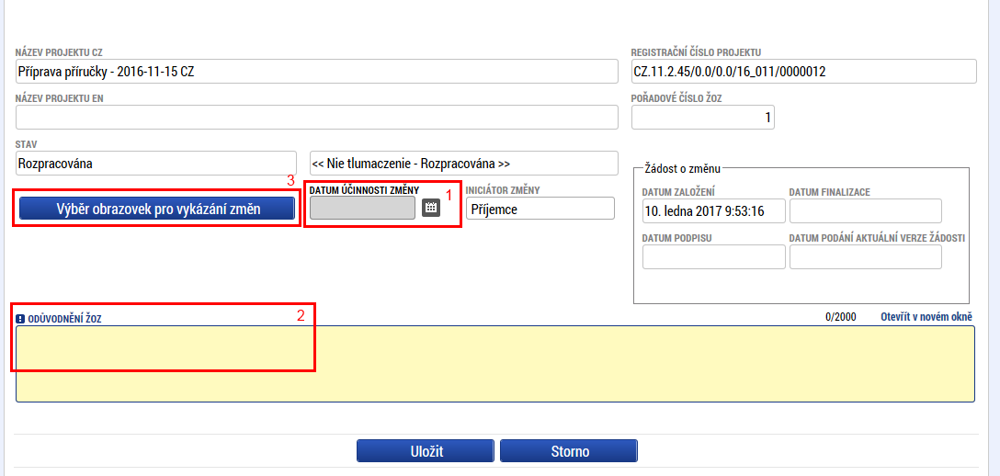 NÁZEV PROJEKTU CZ
REGISTRAČNÍ ČÍSLO PROJEKTU
Příprava příručky - 2016-11-15 CZ
CZ.11.2.45/0.0/0.0/16_011/0000012
NÁZEV PROJEKTU EN
POŘADOVÉ ČÍSLO ŽOZ
1
STAV
Rozpracována
<< Nie tlumaczenie - Rozpracována >>
Žádost o změnu
3
Výběr obrazovek pro vykázání změn
DATUM ÚČINNOSTI ZMĚNY
1
INICIÁTOR ZMĚNY
Příjemce
DATUM ZALOŽENÍ
DATUM FINALIZACE
10. ledna 2017 9:53:16
DATUM PODPISU
DATUM PODÁNÍ AKTUÁLNÍ VERZE ŽÁDOSTI
ODŮVODNĚNÍ ŽOZ
2
0/2000
Otevřít v novém okně
Uložit
Storno